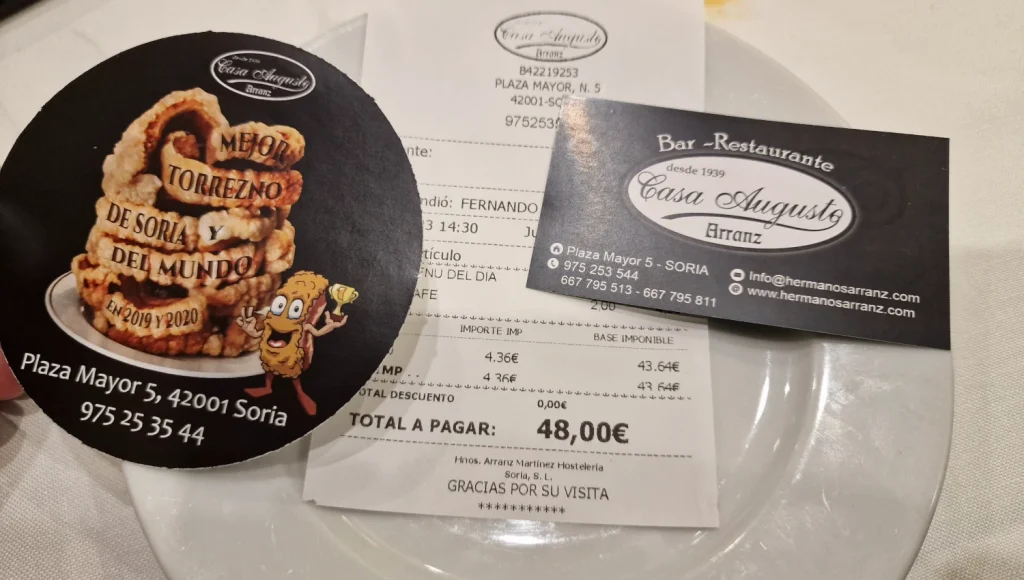 Casa Augusto
Arranz
MEJOR
TORREZNO
DE SORIA Y
DEL MUNDO
EN 2019 Y 2020
Plaza Mayor 5, 42001 Soria
975 25 35 44
Casa Augusto
Arranz
B42219253
PLAZA MAYOR, N. 5
42001-SO
975253
nte:
ndió: FERNANDO
3 14:30 Ju
tículo
ENU DEL DIA
AFE 2,00
IMPORTE IMP BASE IMPONIBLE
4.36€ 43.64€
IMP 4.36€ 43.64€
OTAL DESCUENTO 0,00€
TOTAL A PAGAR: 48,00€
Hnos. Arranz Martínez Hostelería
Soria, S. L.
GRACIAS POR SU VISITA
***********
Bar -Restaurante
desde 1939
Casa Augusto
Arranz
Plaza Mayor 5 - SORIA
975 253 544
667 795 513 - 667 795 811
Info@hermanosarranz.com
www.hermanosarranz.com